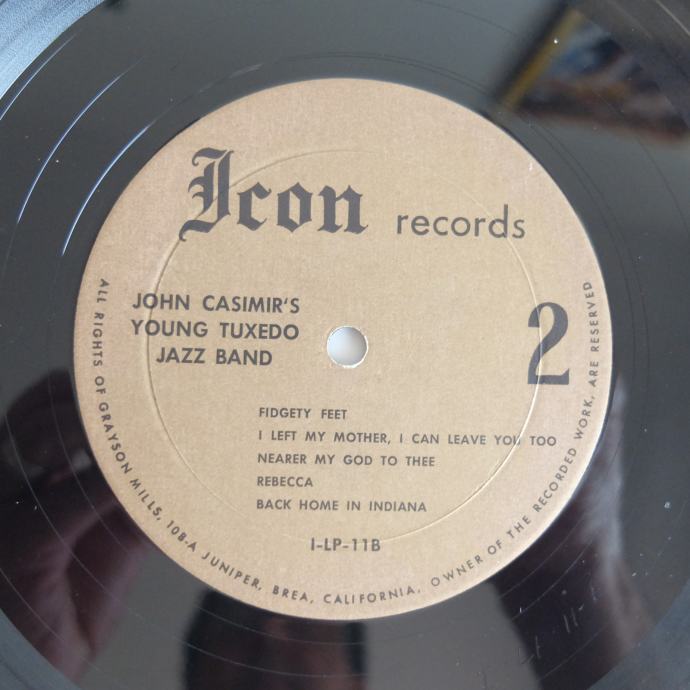 Icon records
JOHN CASIMIR'S
YOUNG TUXEDO
JAZZ BAND
2
FIDGETY FEET
I LEFT MY MOTHER, I CAN LEAVE YOU TOO
NEARER MY GOD TO THEE
REBECCA
BACK HOME IN INDIANA
I-LP-11B
ALL RIGHTS OF GRAYSON MILLS, 108-A JUNIPER, BREA, CALIFORNIA, OWNER OF THE RECORDED WORK, ARE RESERVED